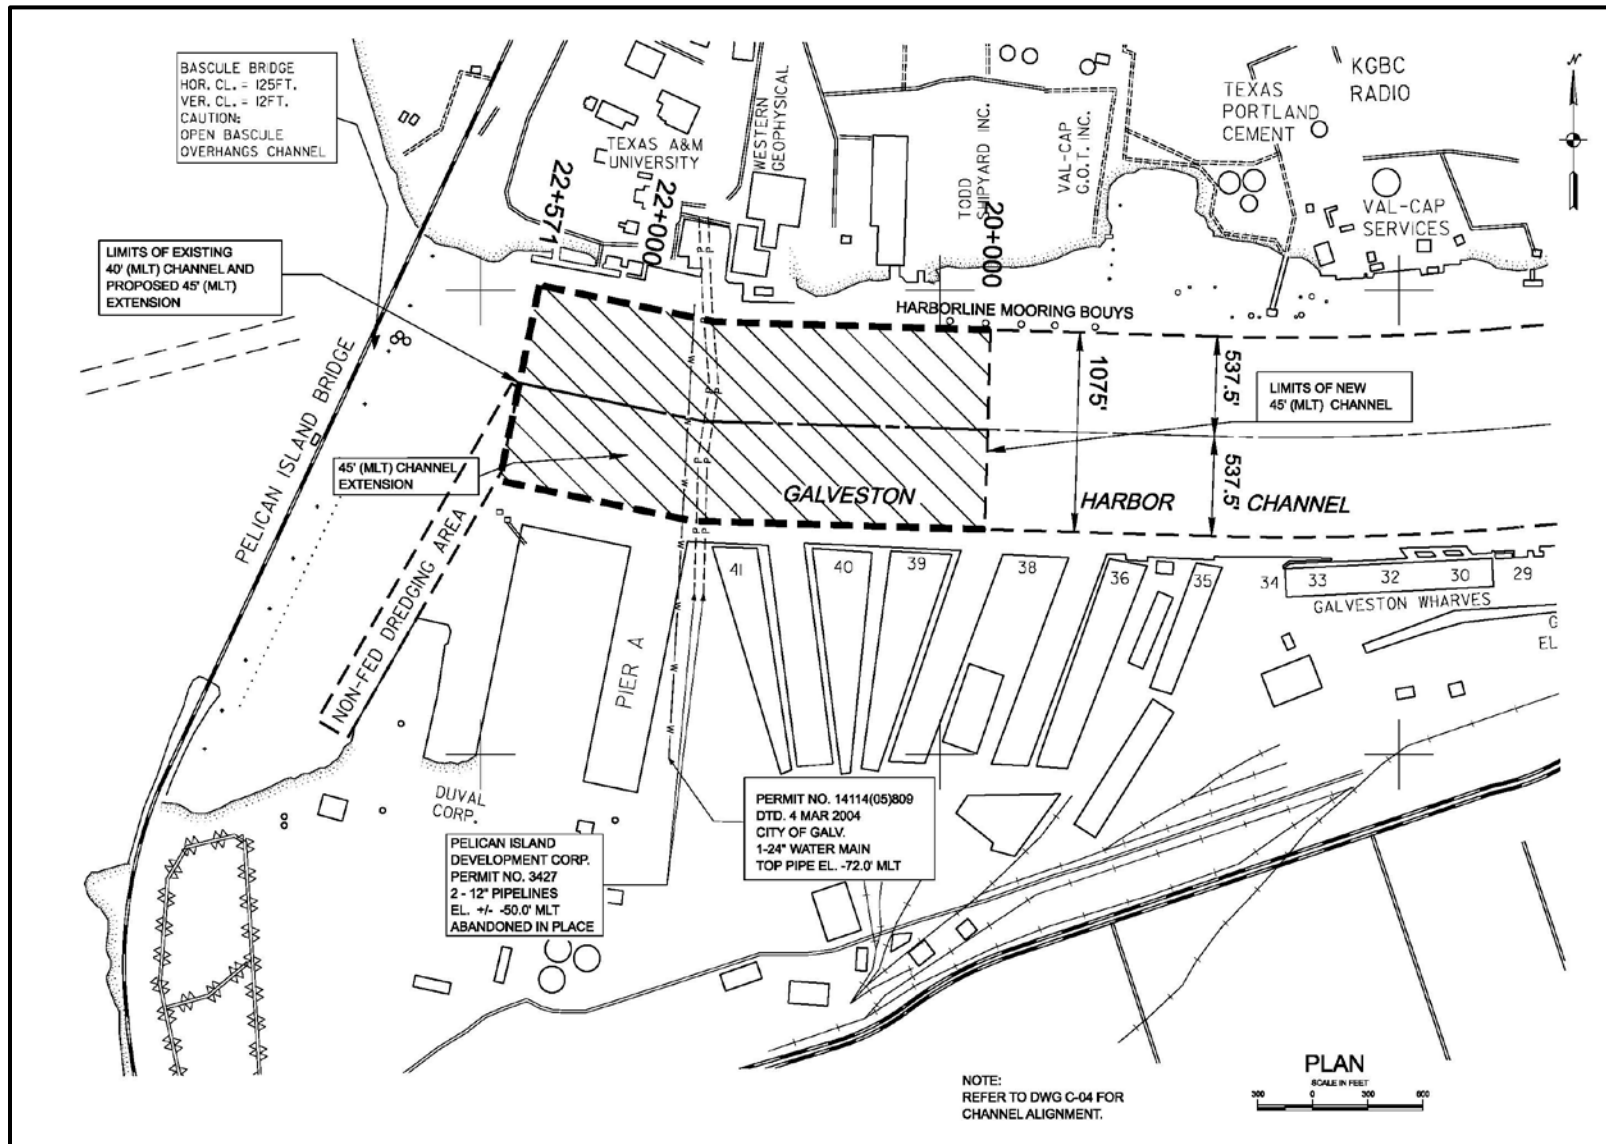 BASCULE BRIDGE
HOR. CL. = 125FT.
VER. CL. = 12FT.
CAUTION:
OPEN BASCULE
OVERHANGS CHANNEL
TEXAS A&M
UNIVERSITY
WESTERN
GEOPHYSICAL
TODD
SHIPYARD INC.
VAL-CAP
G.O.T. INC.
TEXAS
PORTLAND
CEMENT
KGBC
RADIO
N
VAL-CAP
SERVICES
22+571
22+000
20+000
LIMITS OF EXISTING
40' (MLT) CHANNEL AND
PROPOSED 45' (MLT)
EXTENSION
HARBORLINE MOORING BOUYS
PELICAN ISLAND BRIDGE
1075'
537.5'
537.5'
LIMITS OF NEW
45' (MLT) CHANNEL
45' (MLT) CHANNEL
EXTENSION
GALVESTON HARBOR CHANNEL
NON-FED DREDGING AREA
PIER A
41
40
39
38
36
35
34
33
32
30
29
GALVESTON WHARVES
G
EL
DUVAL
CORP.
PELICAN ISLAND
DEVELOPMENT CORP.
PERMIT NO. 3427
2 - 12" PIPELINES
EL. +/- -50.0' MLT
ABANDONED IN PLACE
PERMIT NO. 14114(05)809
DTD. 4 MAR 2004
CITY OF GALV.
1-24" WATER MAIN
TOP PIPE EL. -72.0' MLT
NOTE:
REFER TO DWG C-04 FOR
CHANNEL ALIGNMENT.
PLAN
SCALE IN FEET
300 0 300 600